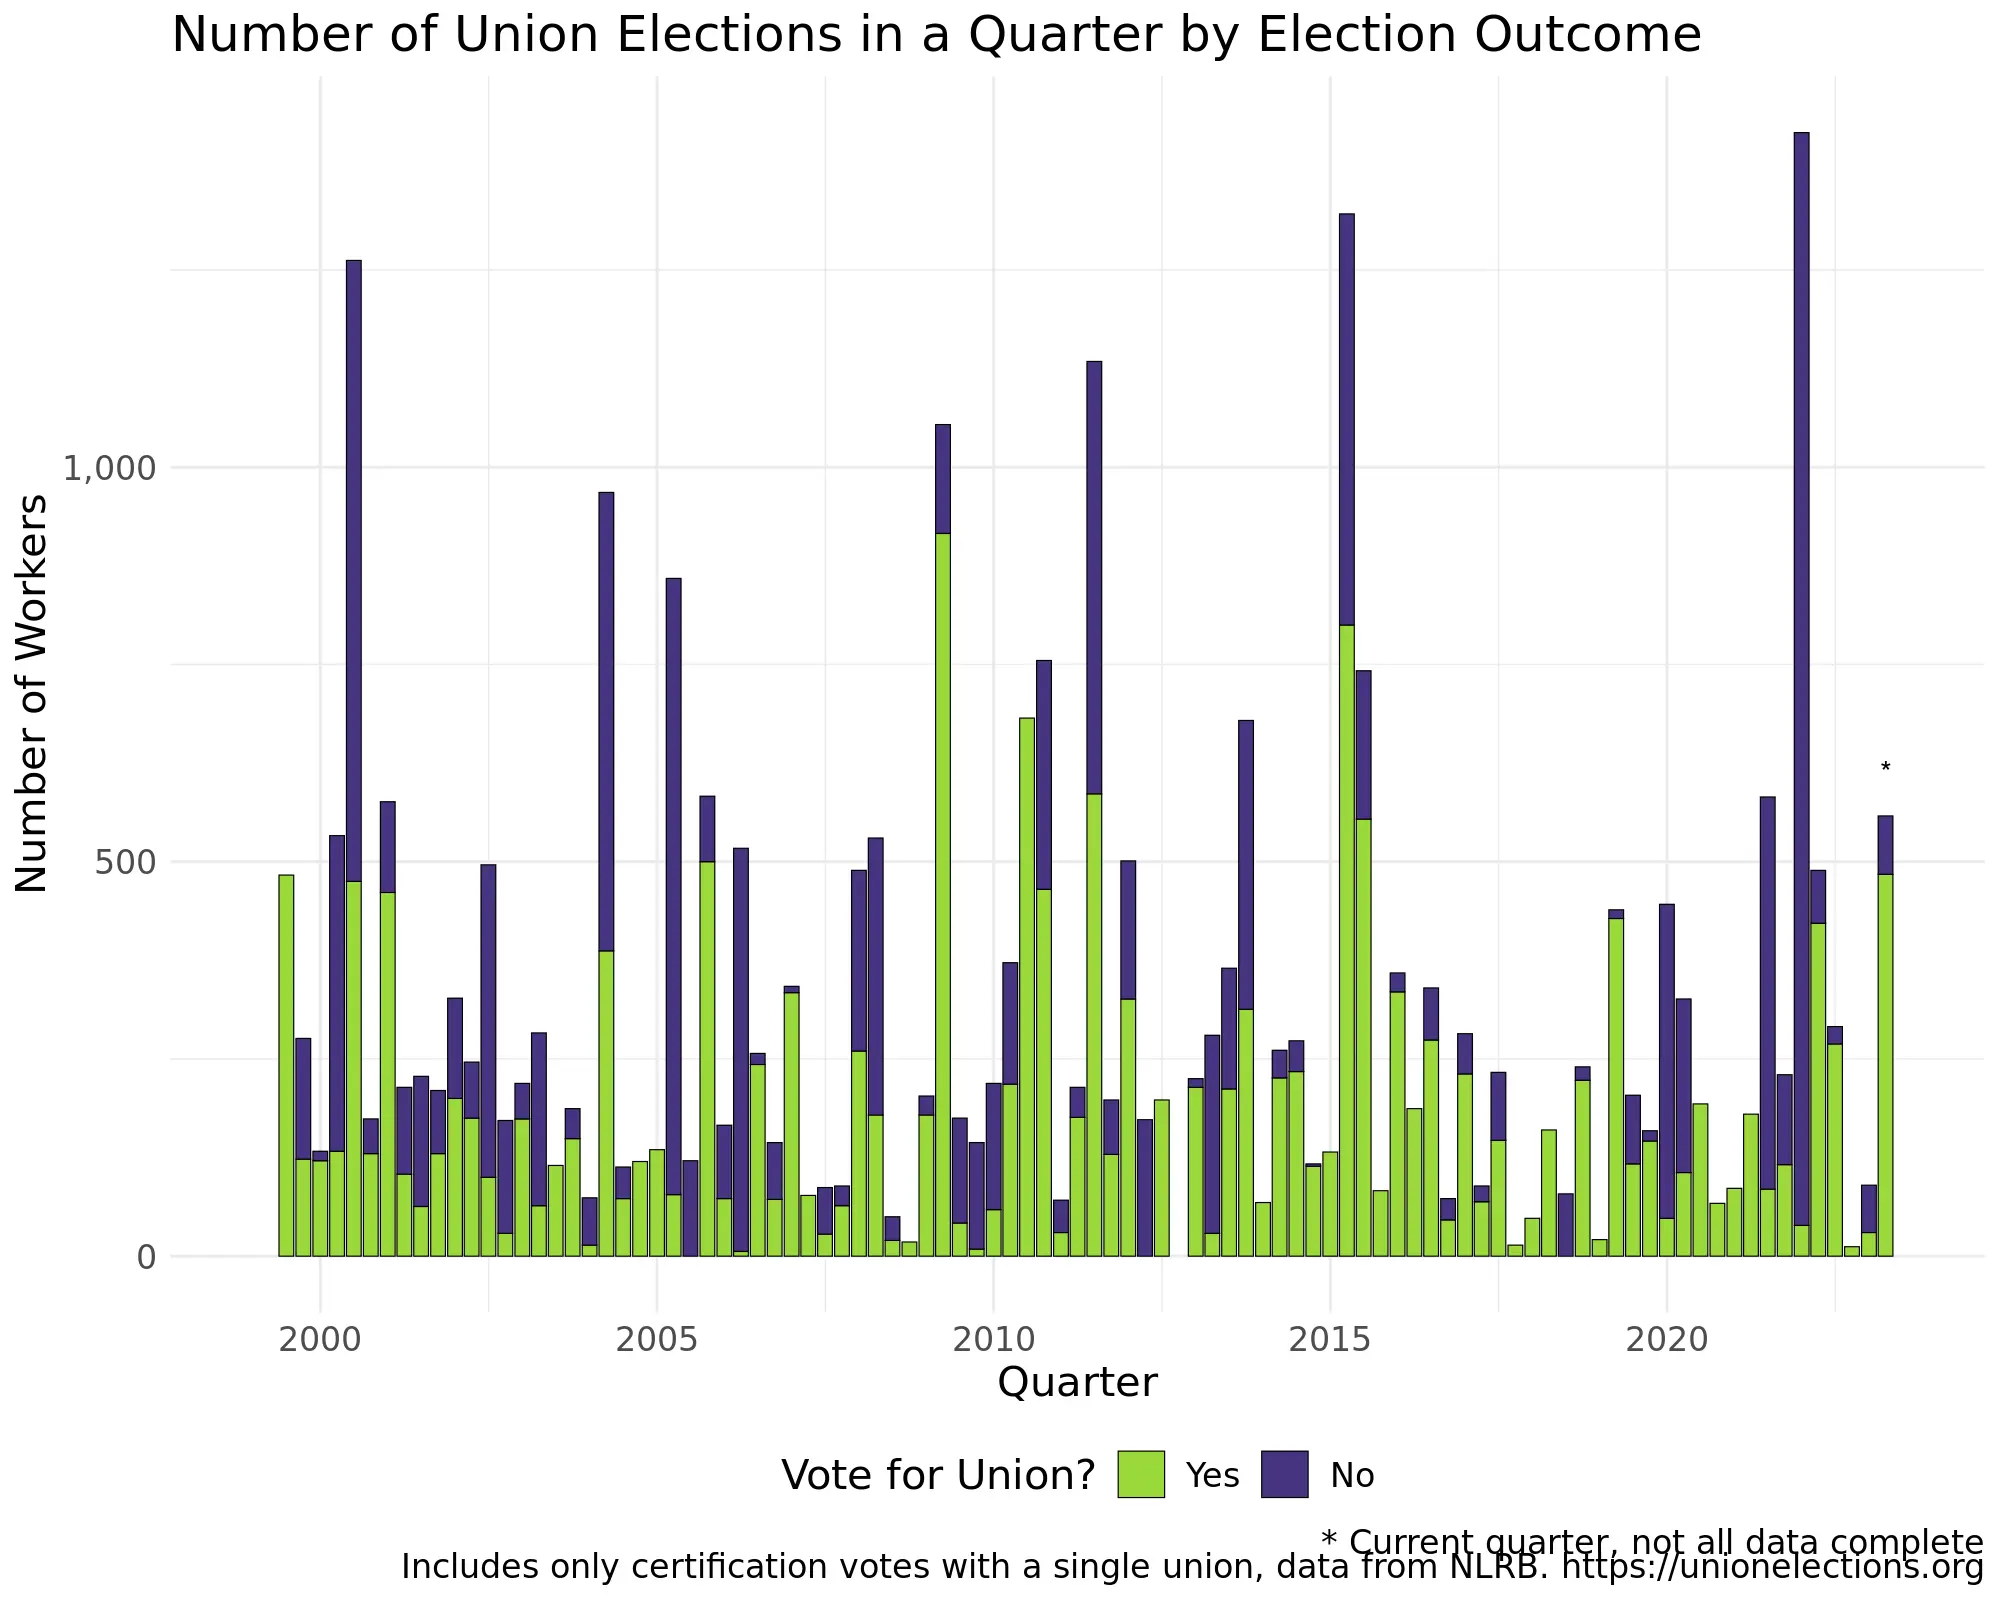 Number of Union Elections in a Quarter by Election Outcome
Number of Workers
1,000
500
0
*
2000 2005 2010 2015 2020
Quarter
Vote for Union? Yes No
* Current quarter, not all data complete
Includes only certification votes with a single union, data from NLRB. https://unionelections.org